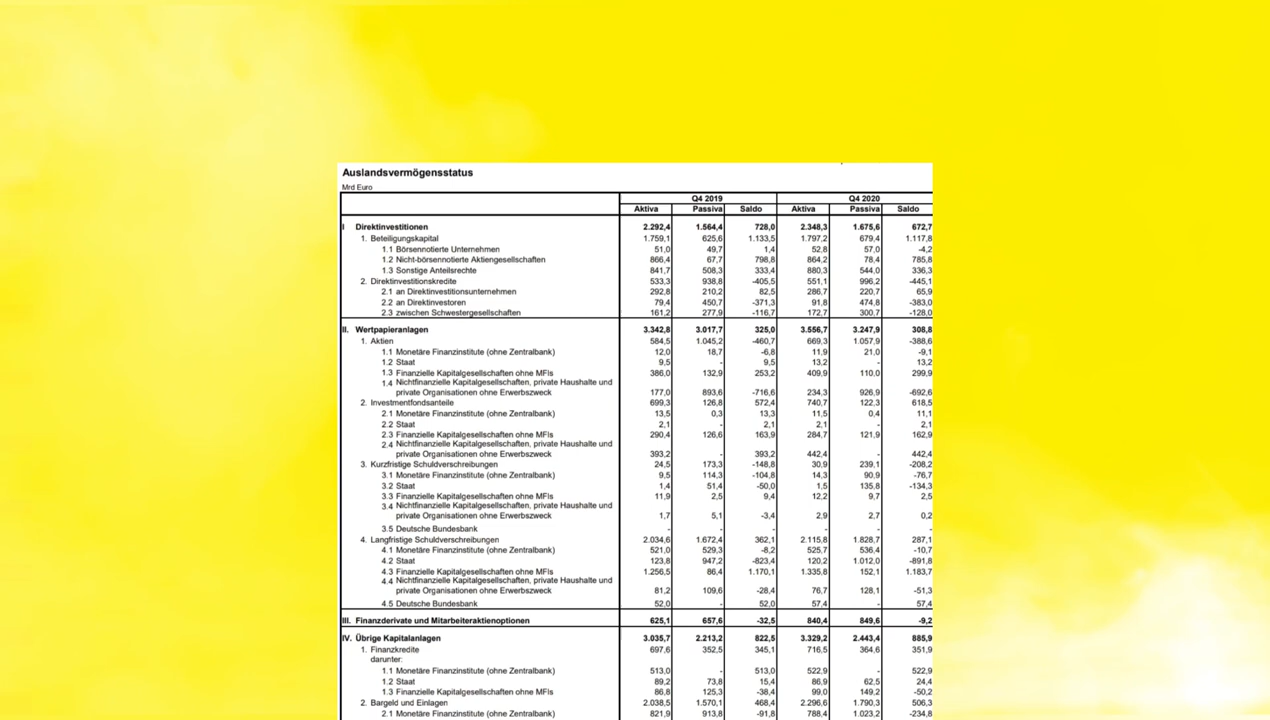 Auslandsvermögensstatus
Mrd Euro
Q4 2019 Q4 2020
Aktiva Passiva Saldo Aktiva Passiva Saldo
I Direktinvestitionen 2.292,4 1.564,4 728,0 2.348,3 1.675,6 672,7
1. Beteiligungskapital 1.759,1 625,6 1.133,5 1.797,2 679,4 1.117,8
1.1 Börsennotierte Unternehmen 51,0 49,7 1,4 52,8 57,0 -4,2
1.2 Nicht-börsennotierte Aktiengesellschaften 866,4 67,7 798,8 864,2 78,4 785,8
1.3 Sonstige Anteilsrechte 841,7 508,3 333,4 880,3 544,0 336,3
2. Direktinvestitionskredite 533,3 938,8 -405,5 551,1 996,2 -445,1
2.1 an Direktinvestitionsunternehmen 292,8 210,2 82,5 286,7 220,7 65,9
2.2 an Direktinvestoren 79,4 450,7 -371,3 91,8 474,8 -383,0
2.3 zwischen Schwestergesellschaften 161,2 277,9 -116,7 172,7 300,7 -128,0
II. Wertpapieranlagen 3.342,8 3.017,7 325,0 3.556,7 3.247,9 308,8
1. Aktien 584,5 1.045,2 -460,7 669,3 1.057,9 -388,6
1.1 Monetäre Finanzinstitute (ohne Zentralbank) 12,0 18,7 -6,8 11,9 21,0 -9,1
1.2 Staat 9,5 - 9,5 13,2 - 13,2
1.3 Finanzielle Kapitalgesellschaften ohne MFIs 386,0 132,9 253,2 409,9 110,0 299,9
1.4 Nichtfinanzielle Kapitalgesellschaften, private Haushalte und
private Organisationen ohne Erwerbszweck 177,0 893,6 -716,6 234,3 926,9 -692,6
2. Investmentfondsanteile 699,3 126,8 572,4 740,7 122,3 618,5
2.1 Monetäre Finanzinstitute (ohne Zentralbank) 13,5 0,3 13,3 11,5 0,4 11,1
2.2 Staat 2,1 - 2,1 2,1 - 2,1
2.3 Finanzielle Kapitalgesellschaften ohne MFIs 290,4 126,6 163,9 284,7 121,9 162,9
2.4 Nichtfinanzielle Kapitalgesellschaften, private Haushalte und
private Organisationen ohne Erwerbszweck 393,2 - 393,2 442,4 - 442,4
3. Kurzfristige Schuldverschreibungen 24,5 173,3 -148,8 30,9 239,1 -208,2
3.1 Monetäre Finanzinstitute (ohne Zentralbank) 9,5 114,3 -104,8 14,3 90,9 -76,7
3.2 Staat 1,4 51,4 -50,0 1,5 135,8 -134,3
3.3 Finanzielle Kapitalgesellschaften ohne MFIs 11,9 2,5 9,4 12,2 9,7 2,5
3.4 Nichtfinanzielle Kapitalgesellschaften, private Haushalte und
private Organisationen ohne Erwerbszweck 1,7 5,1 -3,4 2,9 2,7 0,2
3.5 Deutsche Bundesbank - - - - - -
4. Langfristige Schuldverschreibungen 2.034,6 1.672,4 362,1 2.115,8 1.828,7 287,1
4.1 Monetäre Finanzinstitute (ohne Zentralbank) 521,0 529,3 -8,2 525,7 536,4 -10,7
4.2 Staat 123,8 947,2 -823,4 120,2 1.012,0 -891,8
4.3 Finanzielle Kapitalgesellschaften ohne MFIs 1.256,5 86,4 1.170,1 1.335,8 152,1 1.183,7
4.4 Nichtfinanzielle Kapitalgesellschaften, private Haushalte und
private Organisationen ohne Erwerbszweck 81,2 109,6 -28,4 76,7 128,1 -51,3
4.5 Deutsche Bundesbank 52,0 - 52,0 57,4 - 57,4
III. Finanzderivate und Mitarbeiteraktienoptionen 625,1 657,6 -32,5 840,4 849,6 -9,2
IV. Übrige Kapitalanlagen 3.035,7 2.213,2 822,5 3.329,2 2.443,4 885,9
1. Finanzkredite 697,6 352,5 345,1 716,5 364,6 351,9
darunter:
1.1 Monetäre Finanzinstitute (ohne Zentralbank) 513,0 - 513,0 522,9 - 522,9
1.2 Staat 89,2 73,8 15,4 86,9 62,5 24,4
1.3 Finanzielle Kapitalgesellschaften ohne MFIs 86,8 125,3 -38,4 99,0 149,2 -50,2
2. Bargeld und Einlagen 2.038,5 1.570,1 468,4 2.296,6 1.790,3 506,3
2.1 Monetäre Finanzinstitute (ohne Zentralbank) 821,9 913,8 -91,8 788,4 1.023,2 -234,8